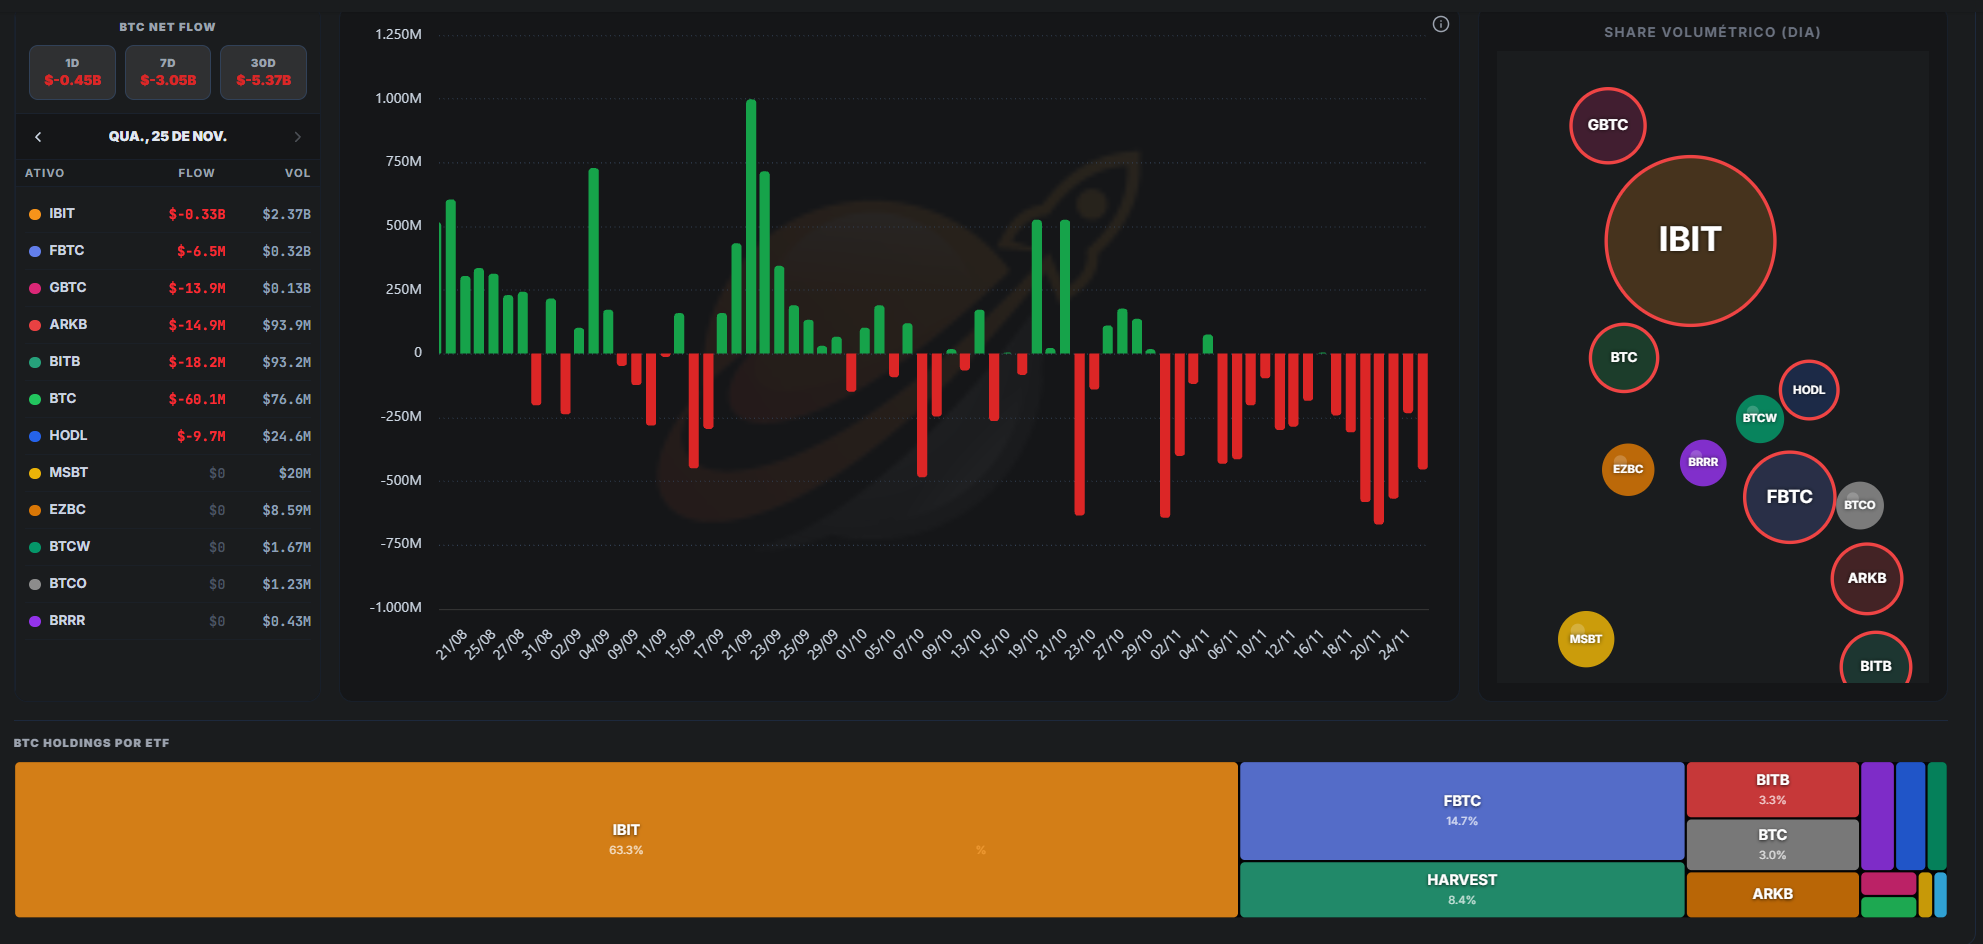 BTC NET FLOW
1D 7D 30D
$-0.45B $-3.05B $-5.37B
QUA., 25 DE NOV.
ATIVO FLOW VOL
IBIT $-0.33B $2.37B
FBTC $-6.5M $0.32B
GBTC $-13.9M $0.13B
ARKB $-14.9M $93.9M
BITB $-18.2M $93.2M
BTC $-60.1M $76.6M
HODL $-9.7M $24.6M
MSBT $0 $20M
EZBC $0 $8.59M
BTCW $0 $1.67M
BTCO $0 $1.23M
BRRR $0 $0.43M
1.250M
1.000M
750M
500M
250M
0
-250M
-500M
-750M
-1.000M
21/08 25/08 27/08 31/08 02/09 04/09 09/09 11/09 15/09 17/09 21/09 23/09 25/09 29/09 01/10 05/10 07/10 09/10 13/10 15/10 19/10 21/10 23/10 27/10 29/10 02/11 04/11 06/11 10/11 12/11 16/11 18/11 20/11 24/11
SHARE VOLUMÉTRICO (DIA)
GBTC
IBIT
BTC
HODL
BTCW
BRRR
EZBC
FBTC
BTCO
ARKB
MSBT
BITB
BTC HOLDINGS POR ETF
IBIT
63.3%
%
FBTC
14.7%
HARVEST
8.4%
BITB
3.3%
BTC
3.0%
ARKB